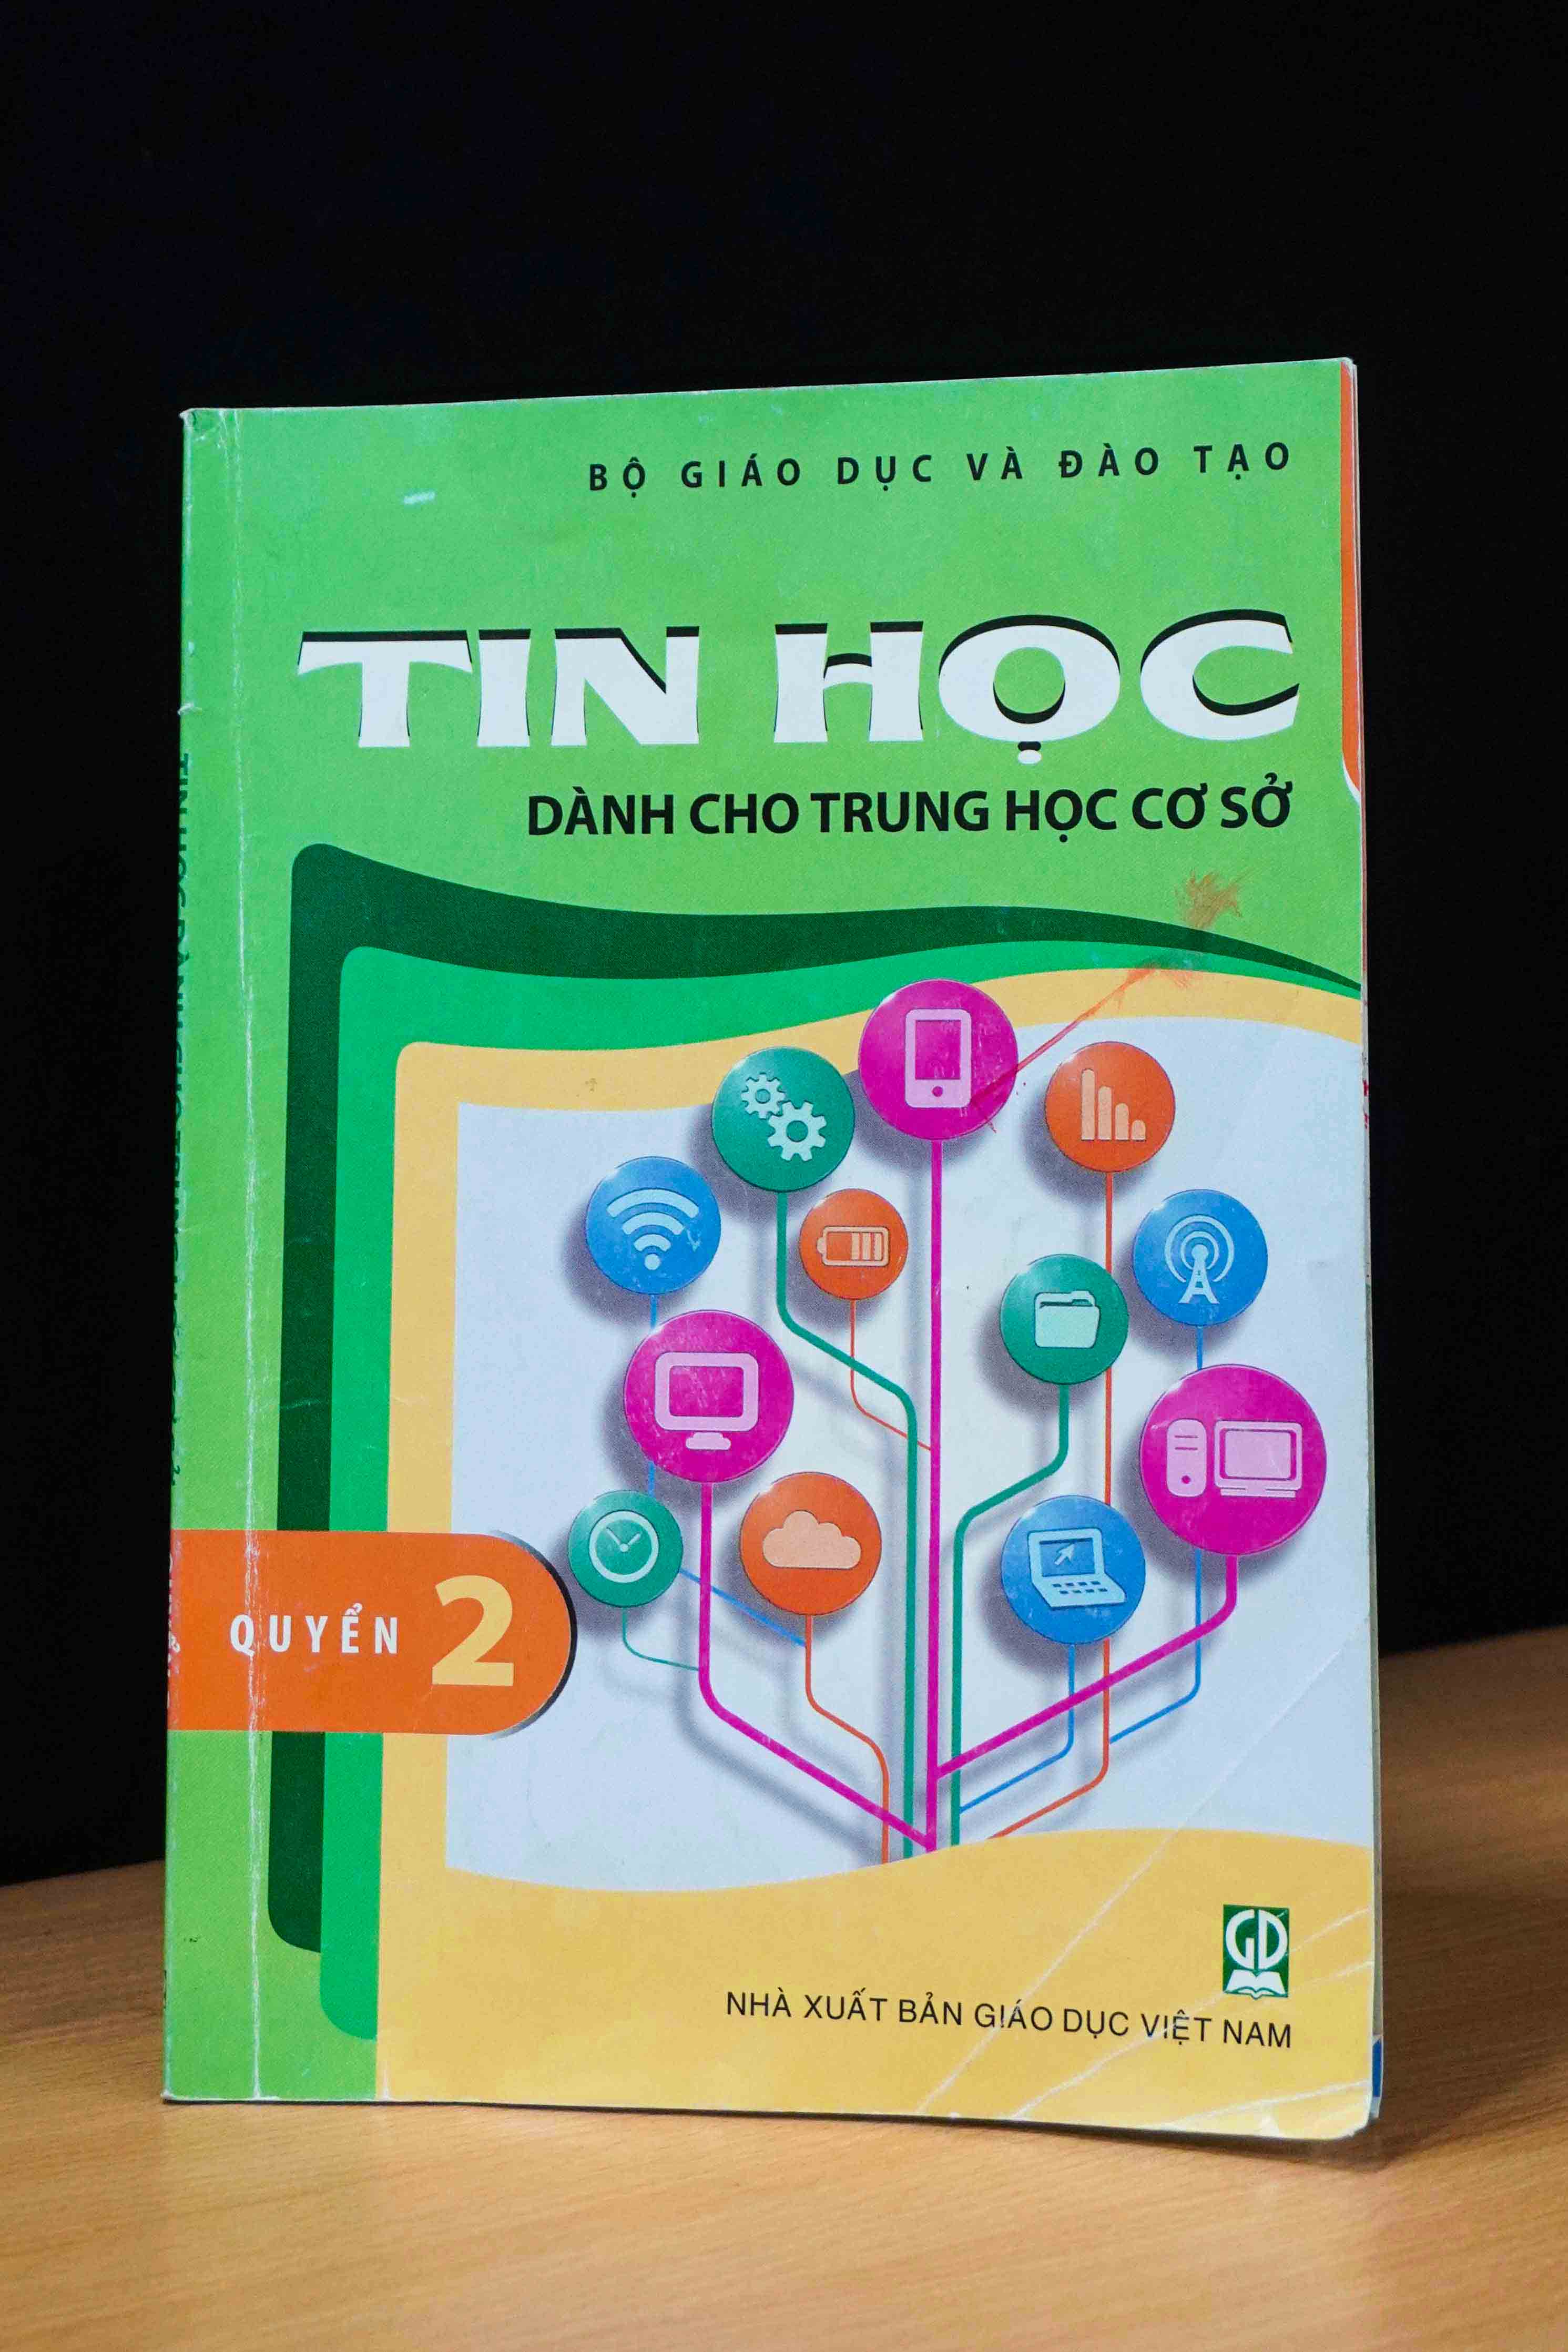 BỘ GIÁO DỤC VÀ ĐÀO TẠO
TIN HỌC
DÀNH CHO TRUNG HỌC CƠ SỞ
QUYỂN 2
GD
NHÀ XUẤT BẢN GIÁO DỤC VIỆT NAM